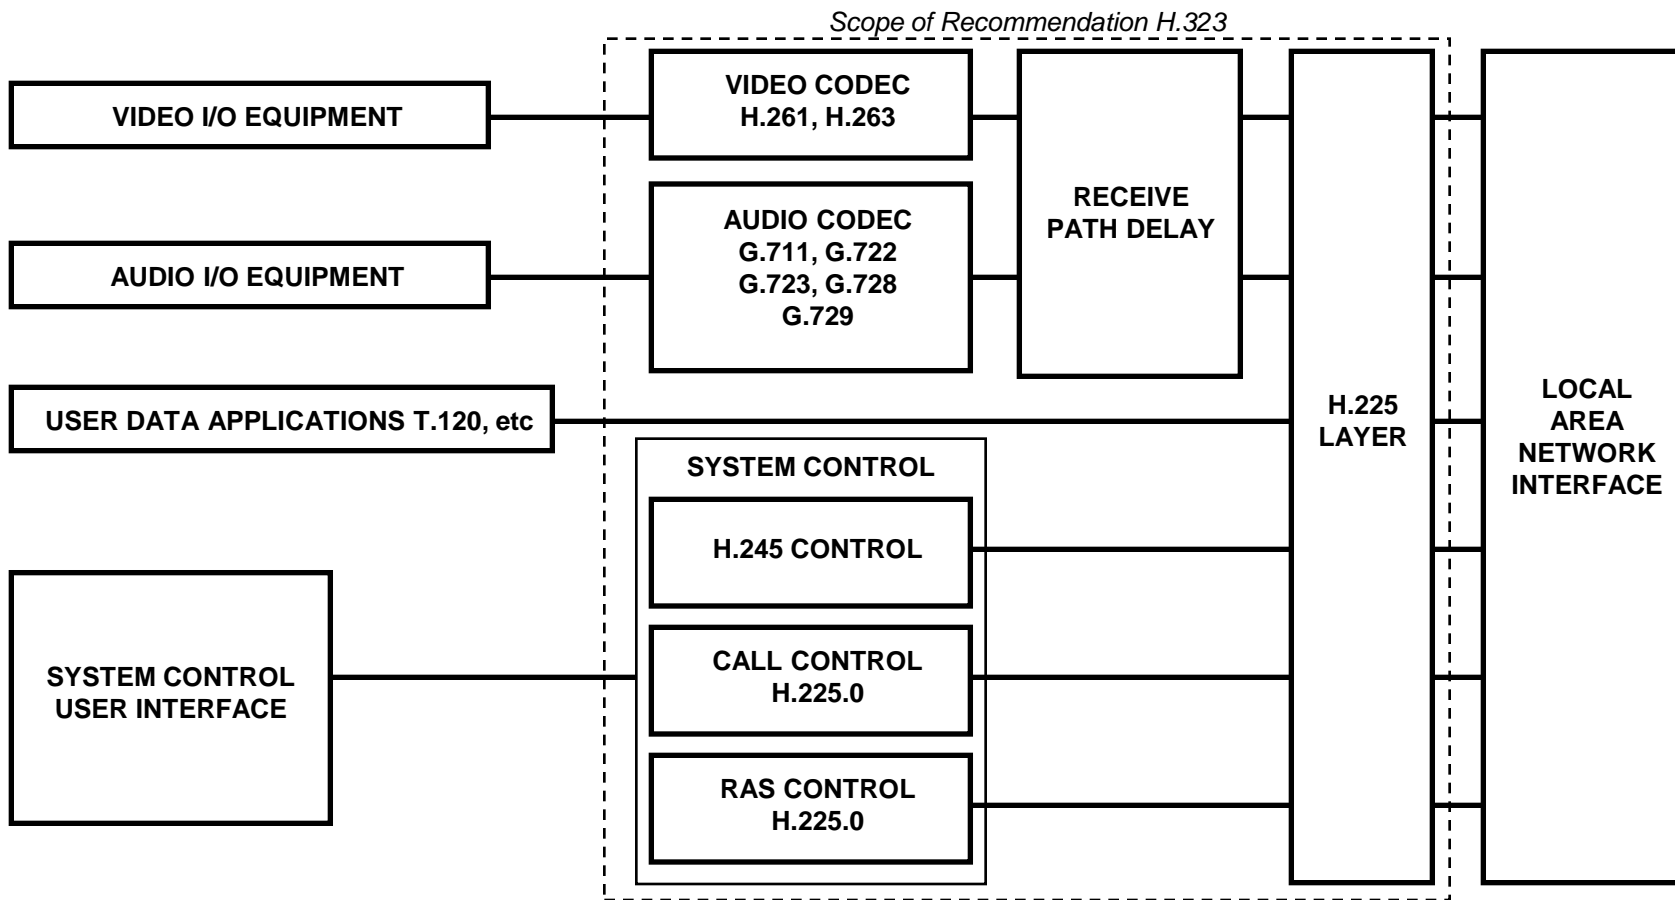 Scope of Recommendation H.323
VIDEO I/O EQUIPMENT
VIDEO CODEC
H.261, H.263
RECEIVE
PATH DELAY
AUDIO I/O EQUIPMENT
AUDIO CODEC
G.711, G.722
G.723, G.728
G.729
USER DATA APPLICATIONS T.120, etc
H.225
LAYER
LOCAL
AREA
NETWORK
INTERFACE
SYSTEM CONTROL
H.245 CONTROL
SYSTEM CONTROL
USER INTERFACE
CALL CONTROL
H.225.0
RAS CONTROL
H.225.0